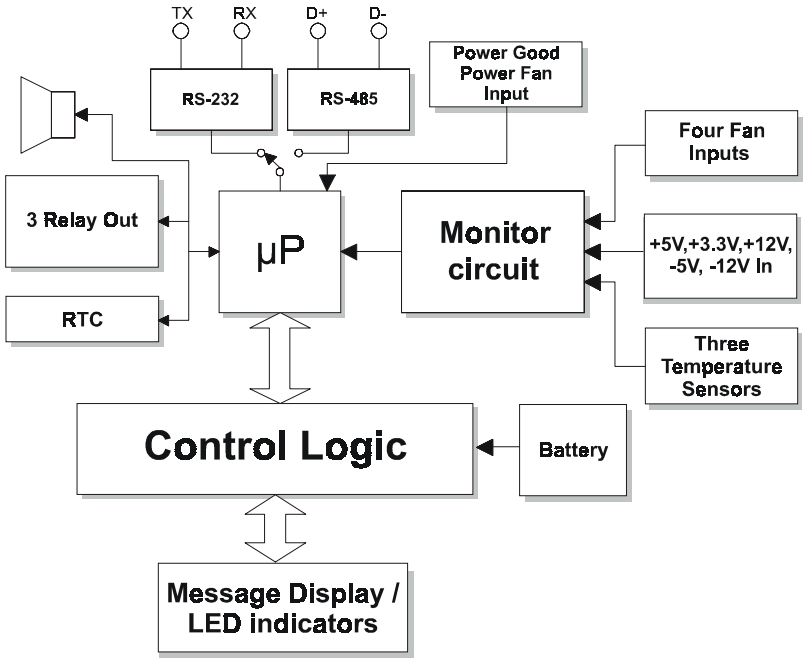 TX RX D+ D-
RS-232
RS-485
Power Good
Power Fan
Input
Four Fan
Inputs
3 Relay Out
µP
Monitor
circuit
+5V,+3.3V,+12V,
-5V, -12V In
RTC
Three
Temperature
Sensors
Control Logic
Battery
Message Display /
LED indicators